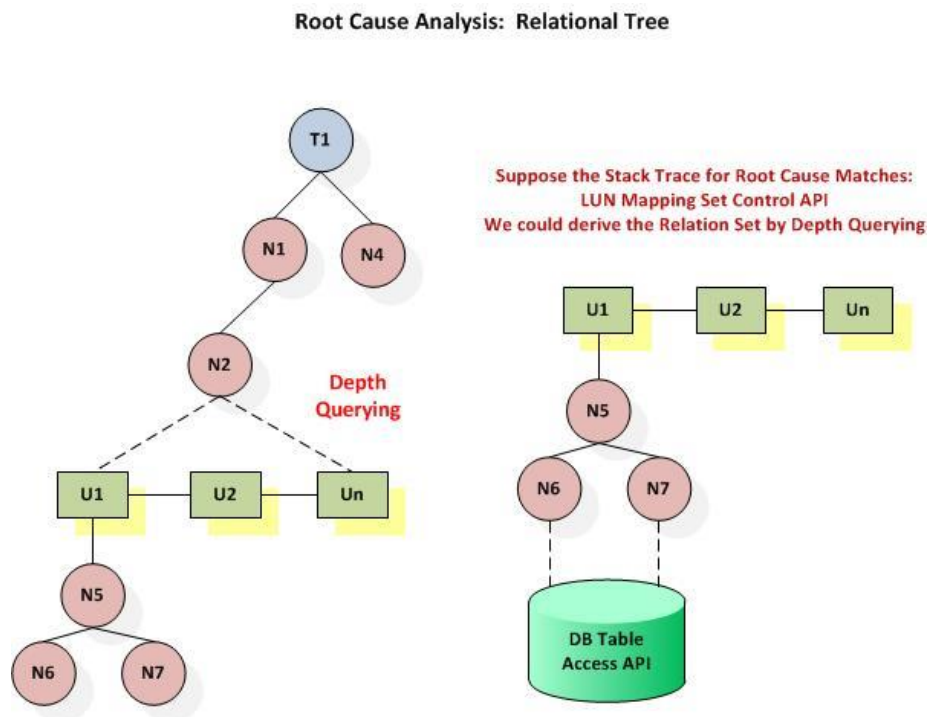 Root Cause Analysis:  Relational Tree
T1
N1
N4
N2
Depth
Querying
U1
U2
Un
N5
N6
N7
Suppose the Stack Trace for Root Cause Matches:
LUN Mapping Set Control API
We could derive the Relation Set by Depth Querying
U1
U2
Un
N5
N6
N7
DB Table
Access API